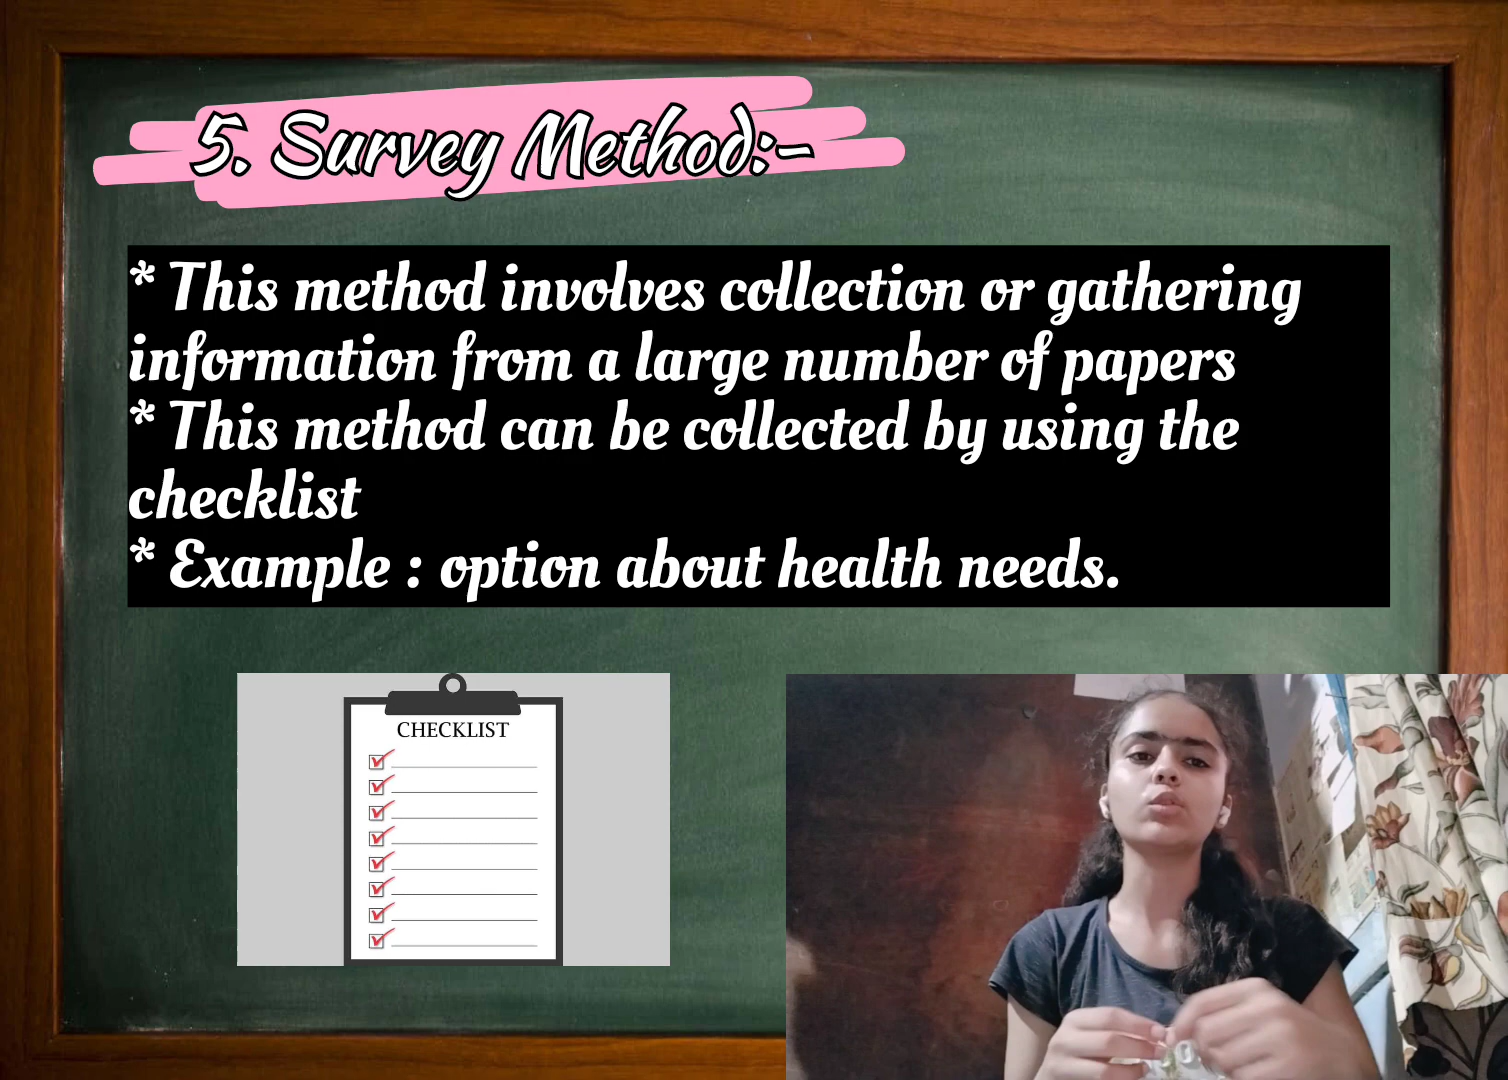 5. Survey Method:-
* This method involves collection or gathering
information from a large number of papers
* This method can be collected by using the
checklist
* Example : option about health needs.
CHECKLIST